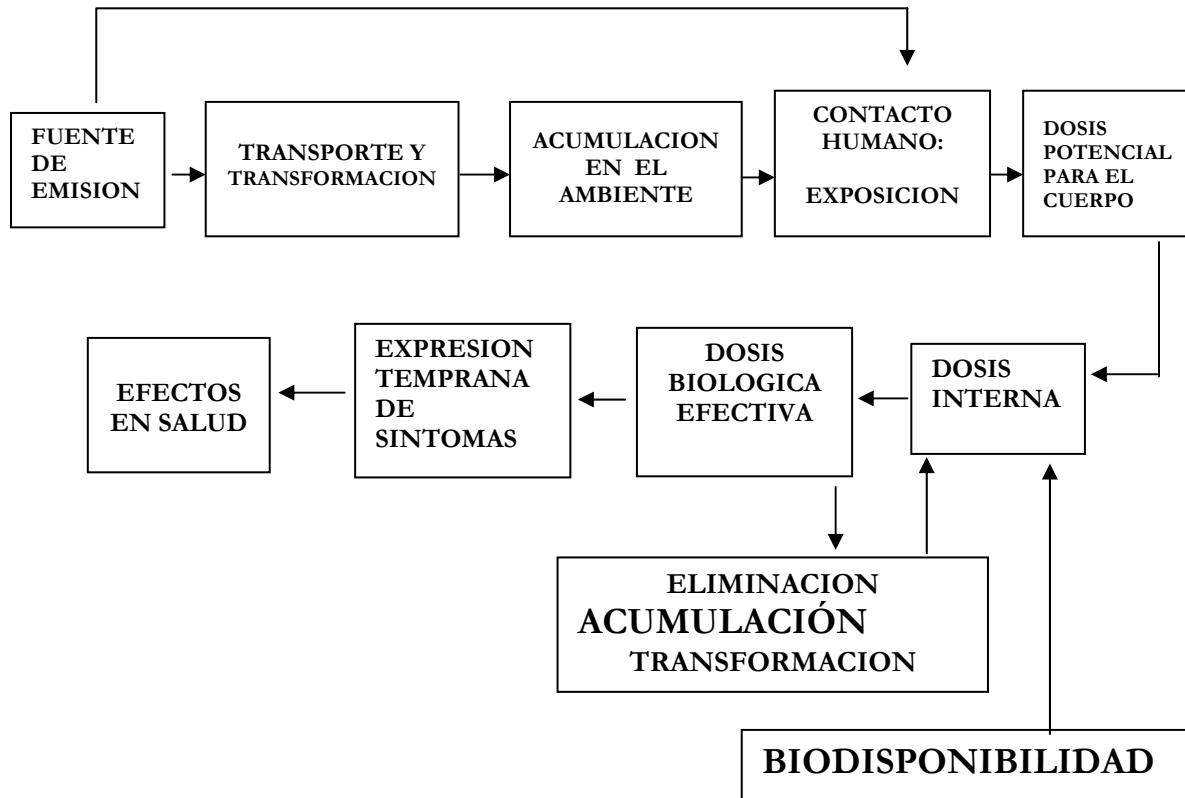 FUENTE
DE
EMISION
TRANSPORTE Y
TRANSFORMACION
ACUMULACION
EN EL
AMBIENTE
CONTACTO
HUMANO:
EXPOSICION
DOSIS
POTENCIAL
PARA EL
CUERPO
EFECTOS
EN SALUD
EXPRESION
TEMPRANA
DE
SINTOMAS
DOSIS
BIOLOGICA
EFECTIVA
DOSIS
INTERNA
ELIMINACION
ACUMULACIÓN
TRANSFORMACION
BIODISPONIBILIDAD